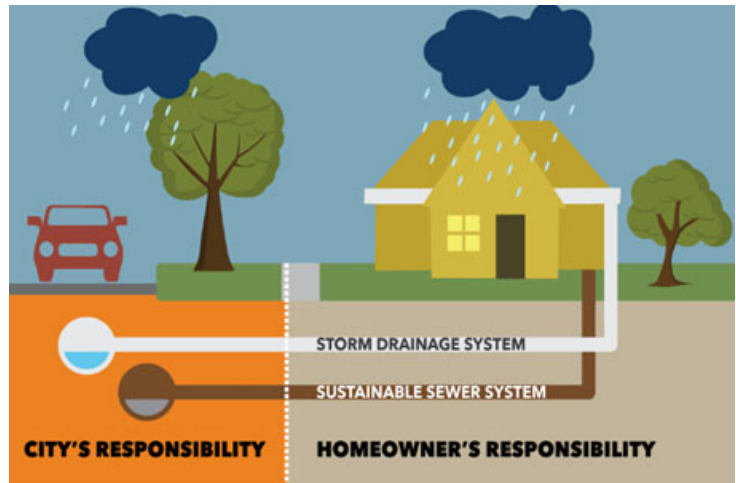 STORM DRAINAGE SYSTEM
SUSTAINABLE SEWER SYSTEM
CITY'S RESPONSIBILITY
HOMEOWNER'S RESPONSIBILITY